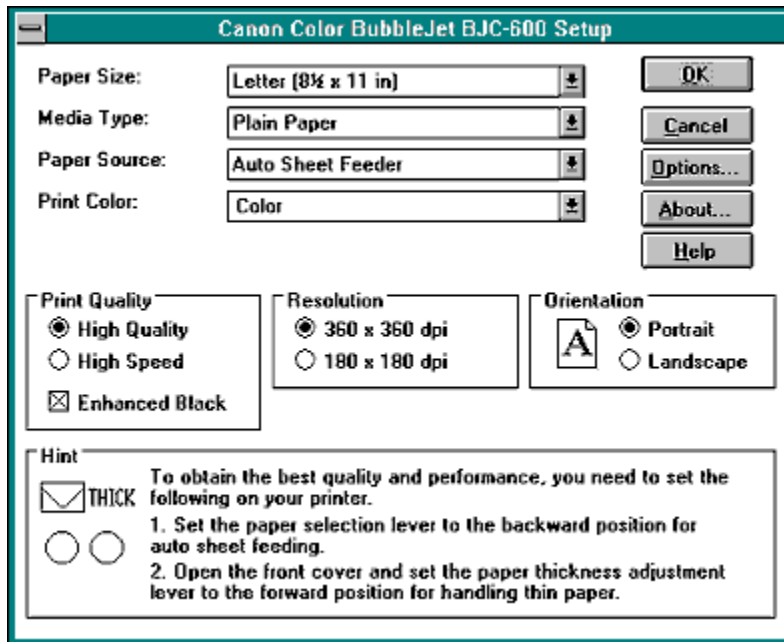 Canon Color BubbleJet BJC-600 Setup
Paper Size: Letter (8½ x 11 in) OK
Media Type: Plain Paper Cancel
Paper Source: Auto Sheet Feeder Options...
Print Color: Color About...
Help
Print Quality
High Quality
High Speed
Enhanced Black
Resolution
360 x 360 dpi
180 x 180 dpi
Orientation
A
Portrait
Landscape
Hint
THICK
To obtain the best quality and performance, you need to set the
following on your printer.
1. Set the paper selection lever to the backward position for
auto sheet feeding.
2. Open the front cover and set the paper thickness adjustment
lever to the forward position for handling thin paper.